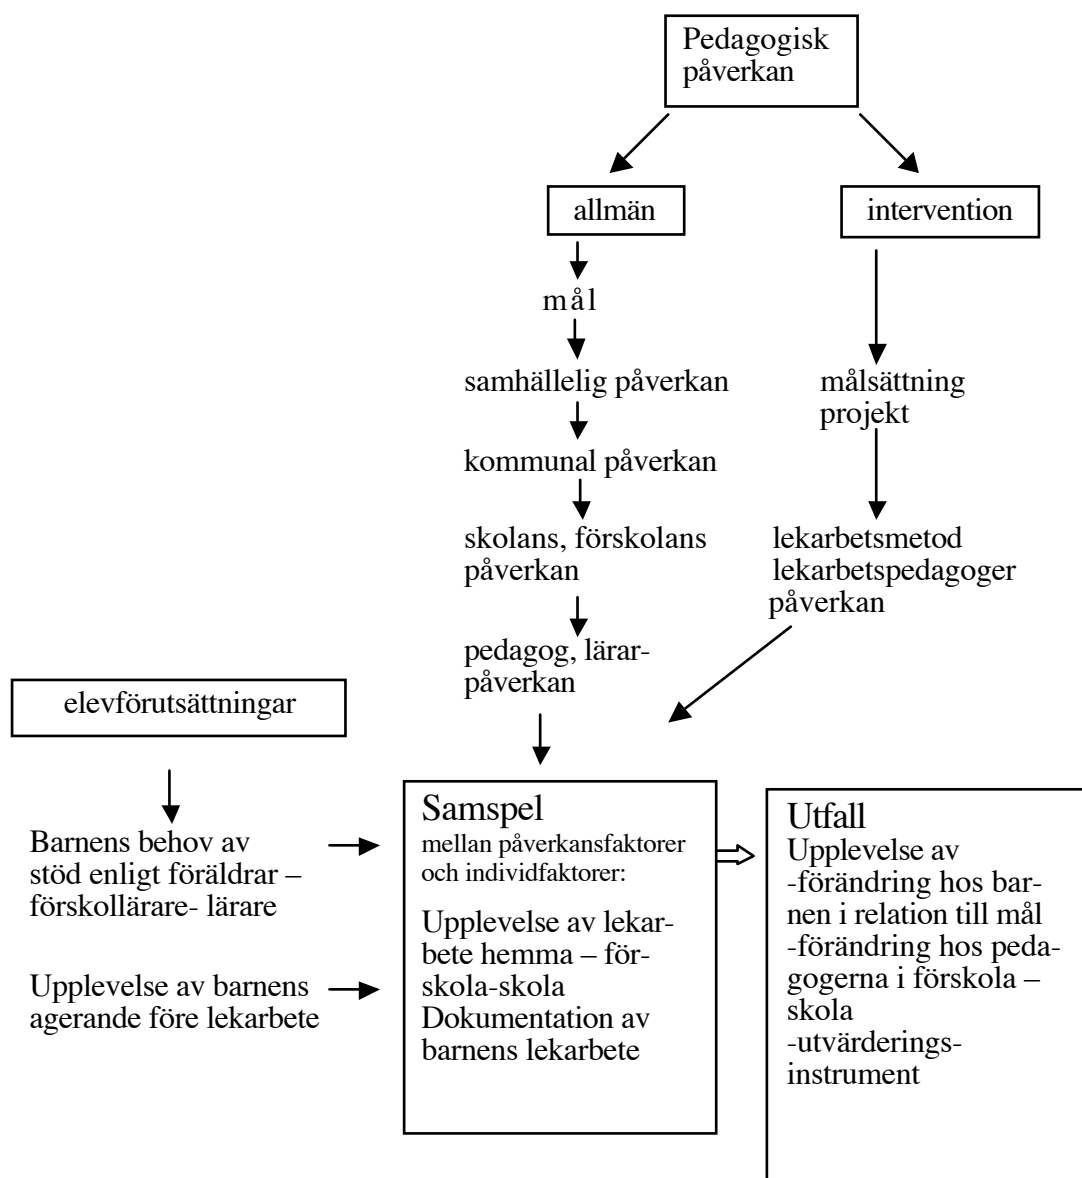 Pedagogisk
påverkan
allmän
intervention
mål
samhällelig påverkan
kommunal påverkan
skolans, förskolans
påverkan
pedagog, lärar-
påverkan
målsättning
projekt
lekarbetsmetod
lekarbetspedagoger
påverkan
elevförutsättningar
Barnens behov av
stöd enligt föräldrar –
förskollärare- lärare
Upplevelse av barnens
agerande före lekarbete
Samspel
mellan påverkansfaktorer
och individfaktorer:
Upplevelse av lekar-
bete hemma – för-
skola-skola
Dokumentation av
barnens lekarbete
Utfall
Upplevelse av
-förändring hos bar-
nen i relation till mål
-förändring hos peda-
gogerna i förskola –
skola
-utvärderings-
instrument